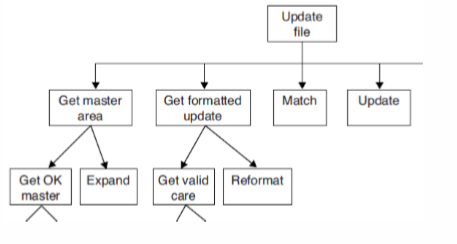 Update
file
Get master
area
Get formatted
update
Match
Update
Get OK
master
Expand
Get valid
care
Reformat